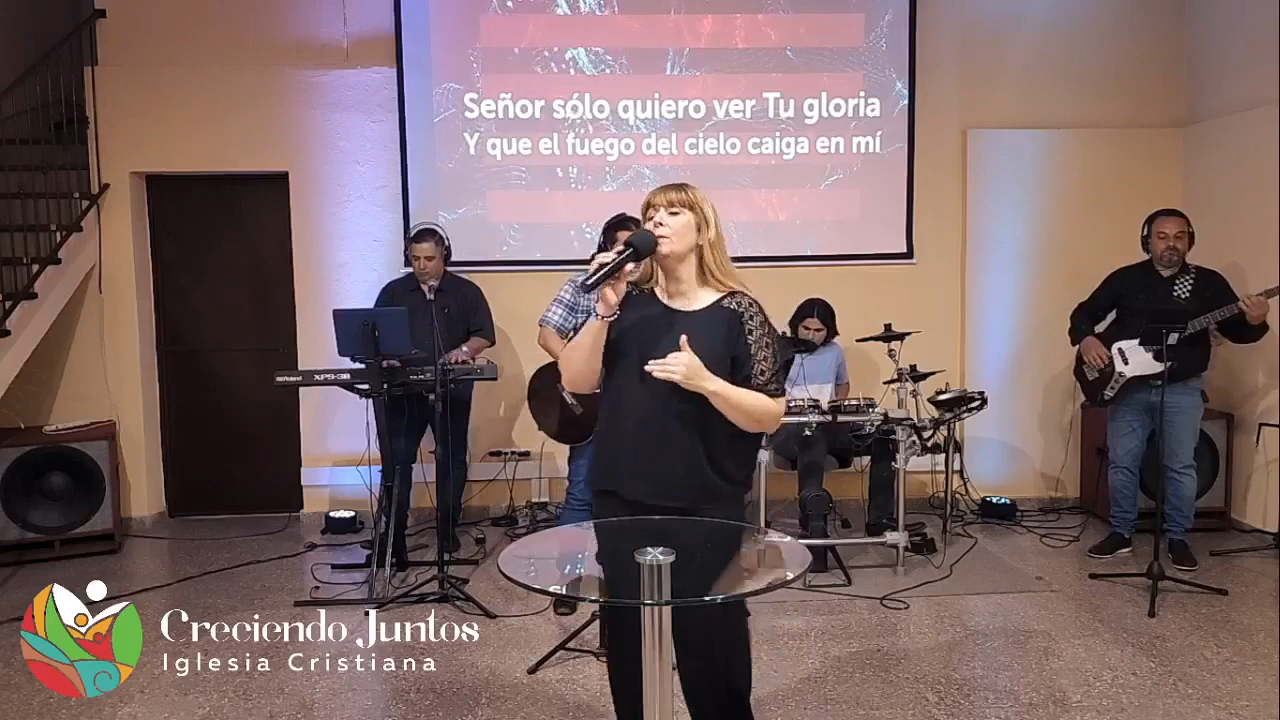 Señor sólo quiero ver Tu gloria
Y que el fuego del cielo caiga en mí
Roland XPS-30
Creciendo Juntos
Iglesia Cristiana